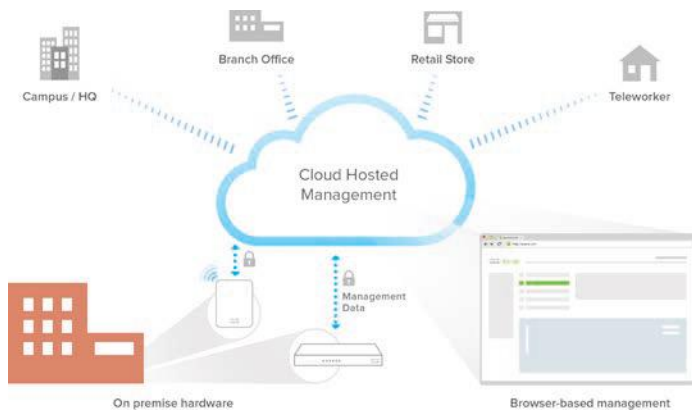 Branch Office
Retail Store
Campus / HQ
Teleworker
Cloud Hosted
Management
Management
Data
On premise hardware
Browser-based management